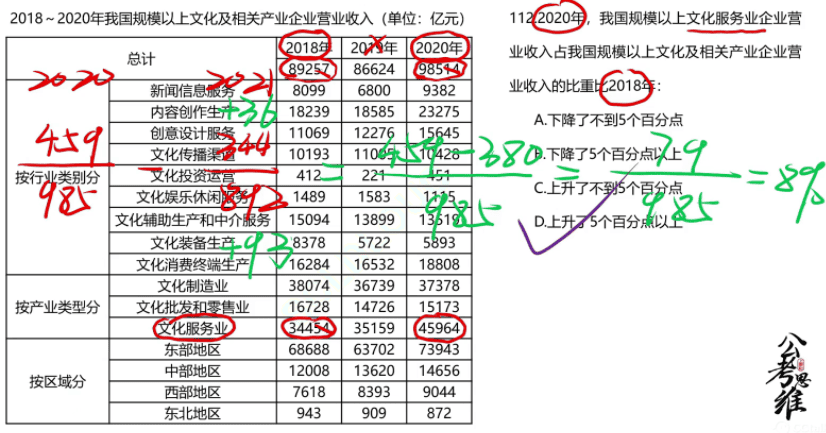 2018～2020年我国规模以上文化及相关产业企业营业收入（单位：亿元）
总计 2018年 2019年 2020年
89257 86624 98514
按行业类别分
新闻信息服务 8099 6800 9382
内容创作生产 18239 18585 23275
创意设计服务 11069 12276 15645
文化传播渠道 10193 11005 10428
文化投资运营 412 221 451
文化娱乐休闲服务 1489 1583 1115
文化辅助生产和中介服务 15094 13899 13519
文化装备生产 8378 5722 5893
文化消费终端生产 16284 16532 18808
按产业类型分
文化制造业 38074 36739 37378
文化批发和零售业 16728 14726 15173
文化服务业 34454 35159 45964
按区域分
东部地区 68688 63702 73943
中部地区 12008 13620 14656
西部地区 7618 8393 9044
东北地区 943 909 872
112.2020年，我国规模以上文化服务业企业营
业收入占我国规模以上文化及相关产业企业营
业收入的比重比2018年：
A.下降了不到5个百分点
B.下降了5个百分点以上
C.上升了不到5个百分点
D.上升了5个百分点以上
2020 2021
+36
459 - 344 = 459-380 = 79 = 8%
985 892 985 985
+93
公考思维